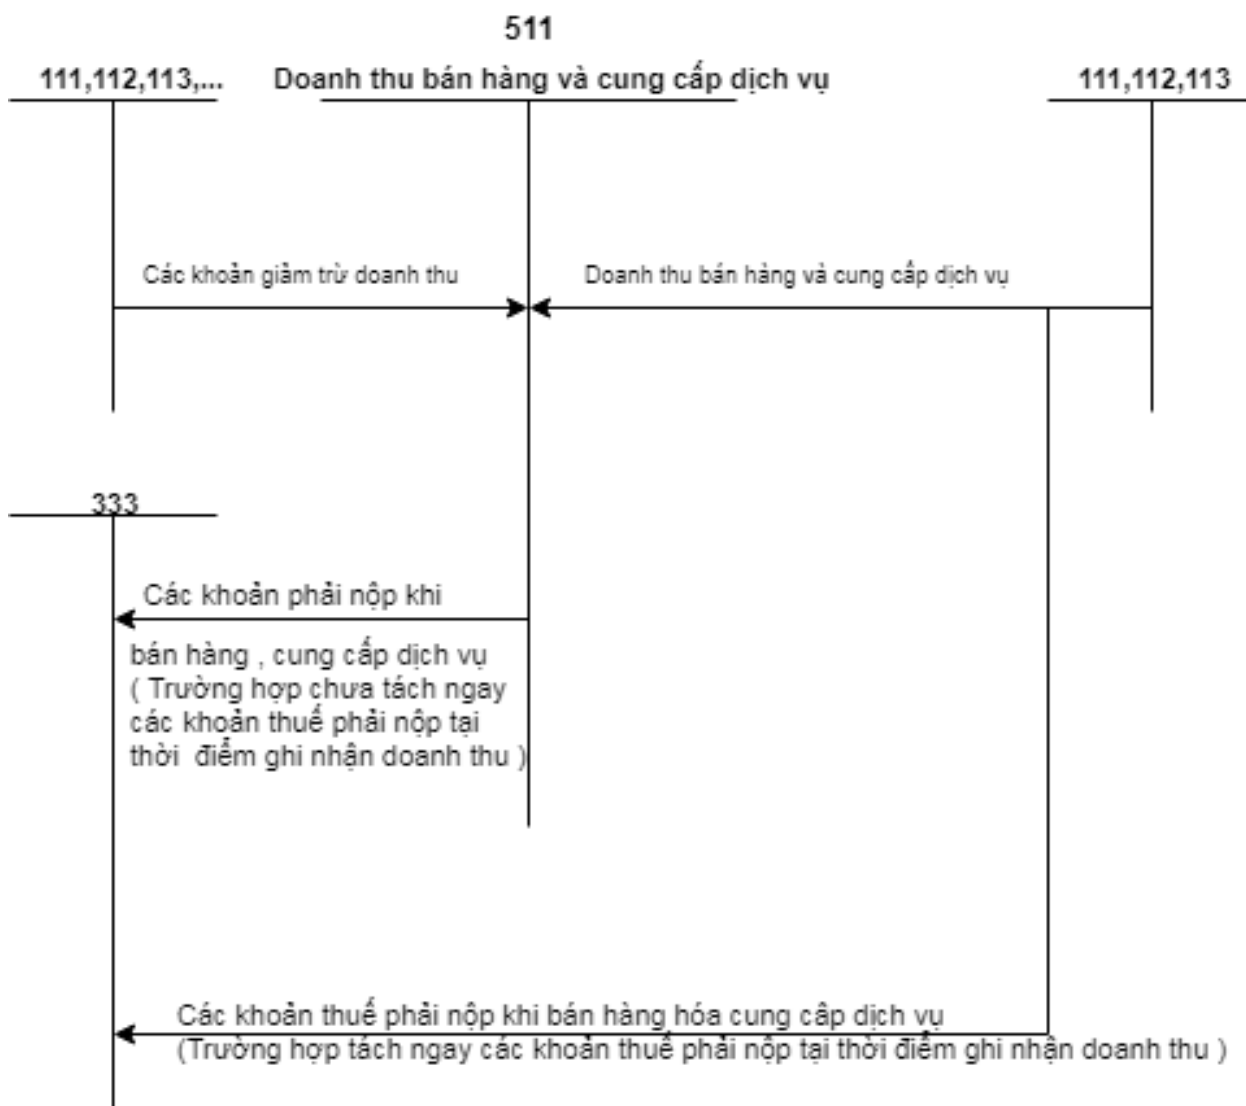 511
111,112,113,...
Doanh thu bán hàng và cung cấp dịch vụ
111,112,113
Các khoản giảm trừ doanh thu
Doanh thu bán hàng và cung cấp dịch vụ
333
Các khoản phải nộp khi
bán hàng , cung cấp dịch vụ
( Trường hợp chưa tách ngay
các khoản thuế phải nộp tại
thời điểm ghi nhận doanh thu )
Các khoản thuế phải nộp khi bán hàng hóa cung câp dịch vụ
(Trường hợp tách ngay các khoản thuế phải nộp tại thời điểm ghi nhận doanh thu )